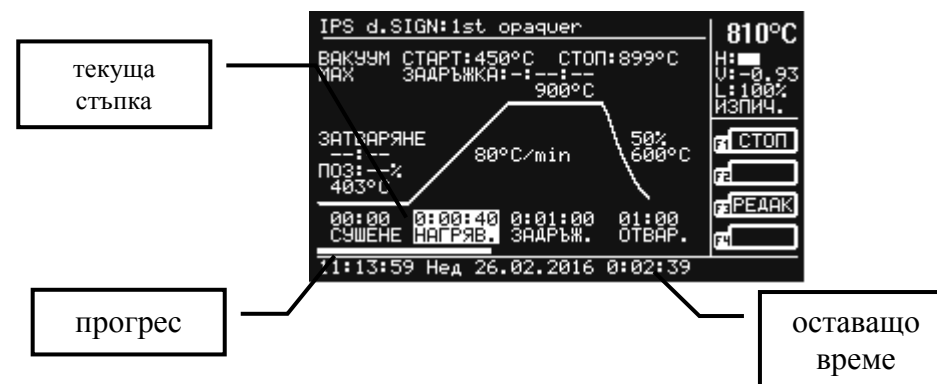 IPS d.SIGN:1st opaquer
810°C
ВАКУУМ СТАРТ:450°C СТОП:899°C
MAX ЗАДРЪЖКА:-:--:--
900°C
H:
V:-0.93
L:100%
ИЗПИЧ.
текуща
стъпка
ЗАТВАРЯНЕ
--:--
ПОЗ:--%
403°C
80°C/min
50%
600°C
F1 СТОП
F2
F3 РЕДАК
F4
00:00 0:00:40 0:01:00 01:00
СУШЕНЕ НАГРЯВ. ЗАДРЪЖ. ОТВАР.
11:13:59 Нед 26.02.2016 0:02:39
прогрес
оставащо
време